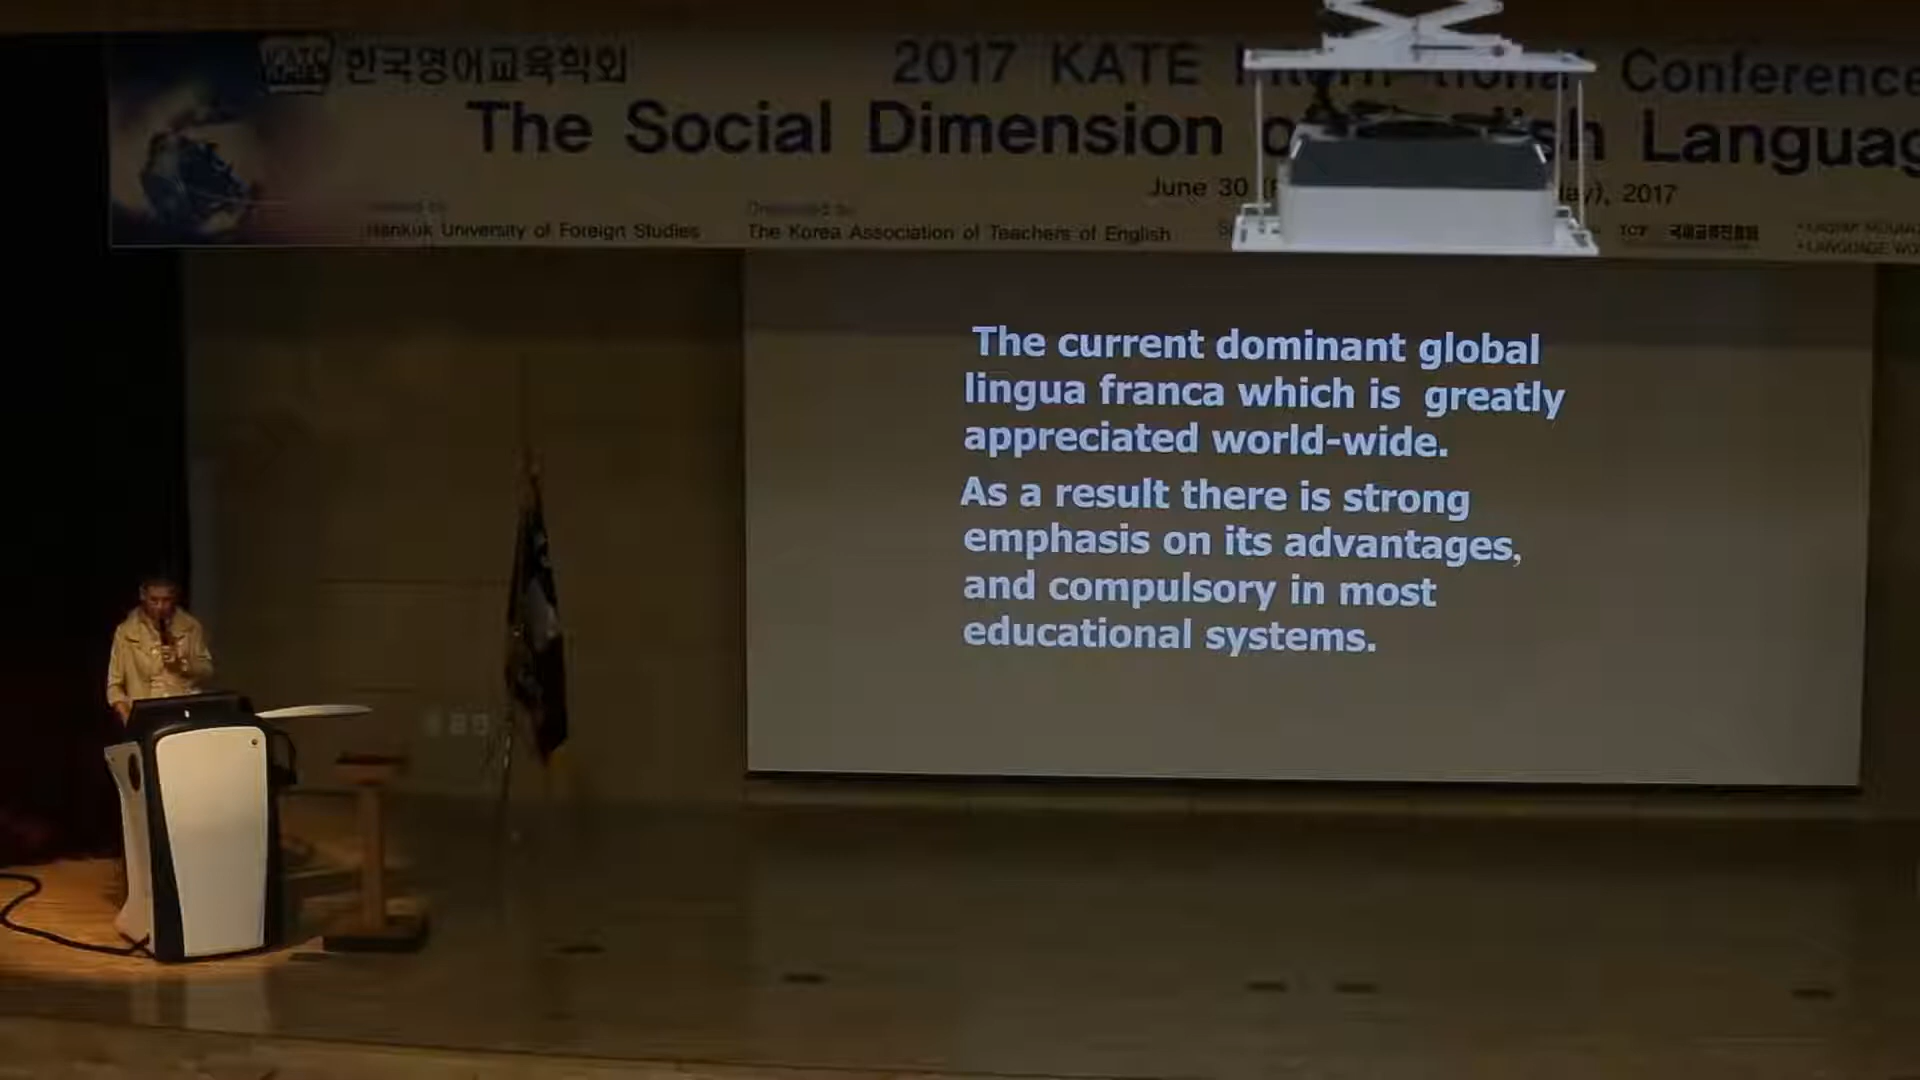 KATE 한국영어교육학회
2017 KATE Conference
The Social Dimension Languag
June 30 2017
Hankuk University of Foreign Studies
The Korea Association of Teachers of English
The current dominant global
lingua franca which is greatly
appreciated world-wide.
As a result there is strong
emphasis on its advantages,
and compulsory in most
educational systems.